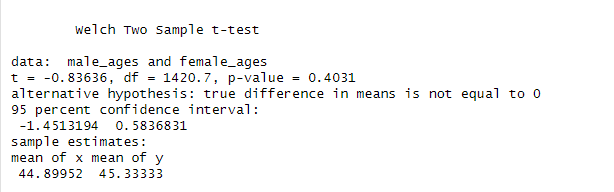 Welch Two Sample t-test
data: male_ages and female_ages
t = -0.83636, df = 1420.7, p-value = 0.4031
alternative hypothesis: true difference in means is not equal to 0
95 percent confidence interval:
-1.4513194 0.5836831
sample estimates:
mean of x mean of y
44.89952 45.33333